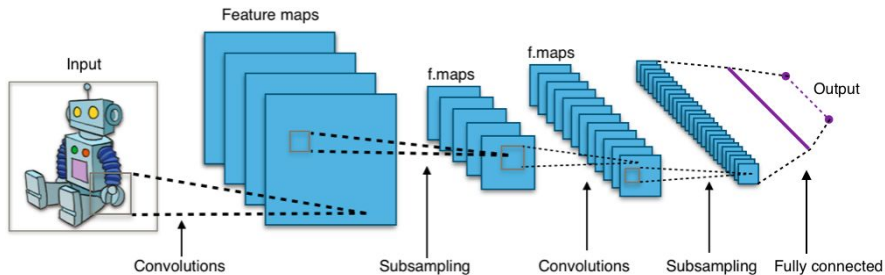 Feature maps
Input
f.maps
f.maps
Output
Convolutions
Subsampling
Convolutions
Subsampling
Fully connected